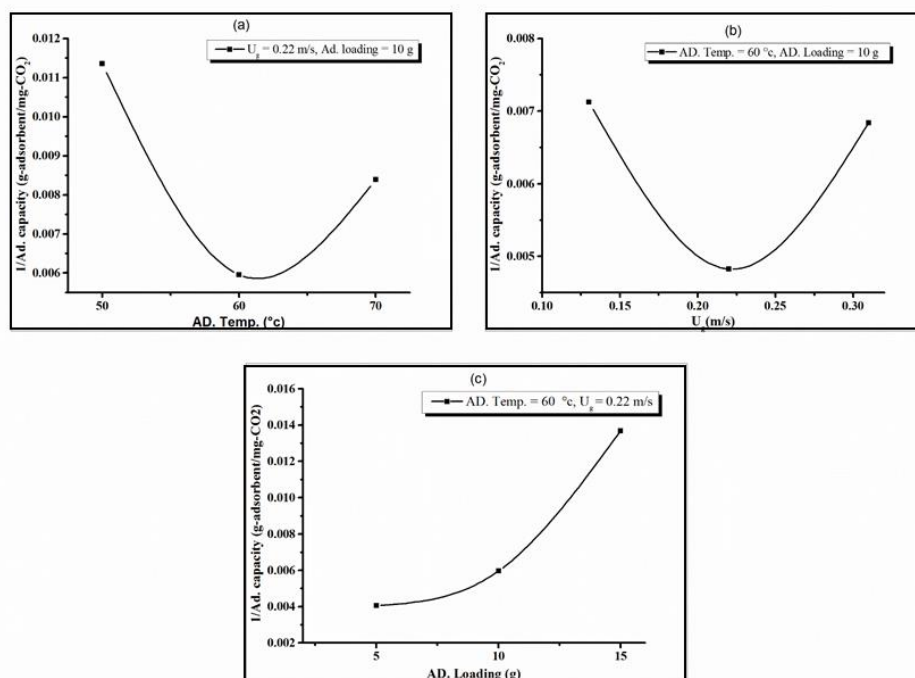 (a)
U_g = 0.22 m/s, Ad. loading = 10 g
1/Ad. capacity (g-adsorbent/mg-CO₂)
0.012
0.011
0.010
0.009
0.008
0.007
0.006
50 60 70
AD. Temp. (°c)
(b)
AD. Temp. = 60 °c, AD. Loading = 10 g
1/Ad. capacity (g-adsorbent/mg-CO₂)
0.008
0.007
0.006
0.005
0.10 0.15 0.20 0.25 0.30
U_g(m/s)
(c)
AD. Temp. = 60 °c, U_g = 0.22 m/s
1/Ad. capacity (g-adsorbent/mg-CO2)
0.016
0.014
0.012
0.010
0.008
0.006
0.004
0.002
5 10 15
AD. Loading (g)